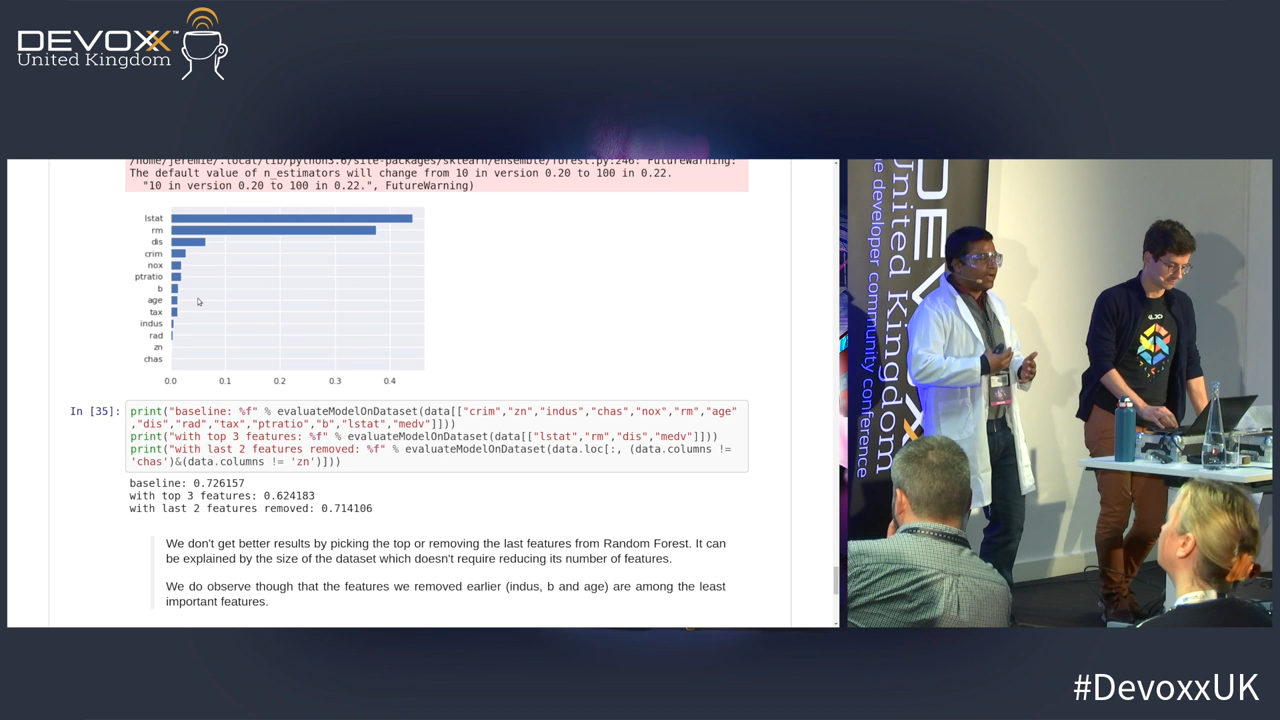 DEVOXX™
United Kingdom
/home/jeremie/.local/lib/python3.6/site-packages/sklearn/ensemble/forest.py:246: FutureWarning:
The default value of n_estimators will change from 10 in version 0.20 to 100 in 0.22.
"10 in version 0.20 to 100 in 0.22.", FutureWarning)
lstat
rm
dis
crim
nox
ptratio
b
age
tax
indus
rad
zn
chas
0.0 0.1 0.2 0.3 0.4
In [35]:
print("baseline: %f" % evaluateModelOnDataset(data[["crim","zn","indus","chas","nox","rm","age"
,"dis","rad","tax","ptratio","b","lstat","medv"]]))
print("with top 3 features: %f" % evaluateModelOnDataset(data[["lstat","rm","dis","medv"]]))
print("with last 2 features removed: %f" % evaluateModelOnDataset(data.loc[:, (data.columns !=
'chas')&(data.columns != 'zn')]))
baseline: 0.726157
with top 3 features: 0.624183
with last 2 features removed: 0.714106
We don't get better results by picking the top or removing the last features from Random Forest. It can
be explained by the size of the dataset which doesn't require reducing its number of features.
We do observe though that the features we removed earlier (indus, b and age) are among the least
important features.
DEVOX
United Kingdom
e developer community conference
#DevoxxUK